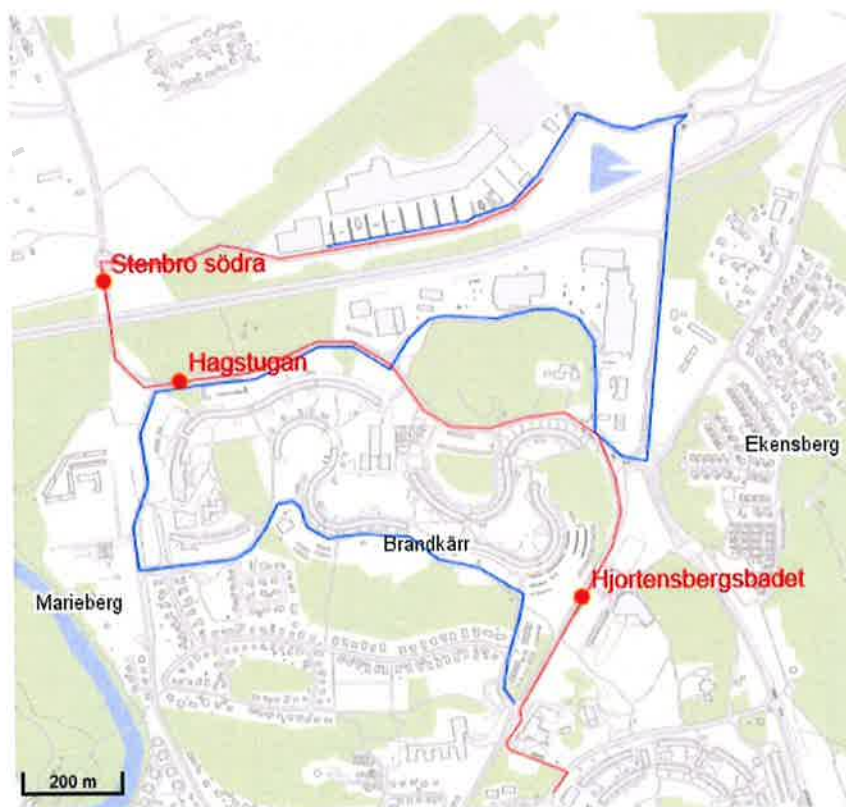 Stenbro södra
Hagstugan
Ekensberg
Brandkärr
Hjortensbergsbadet
Marieberg
200 m